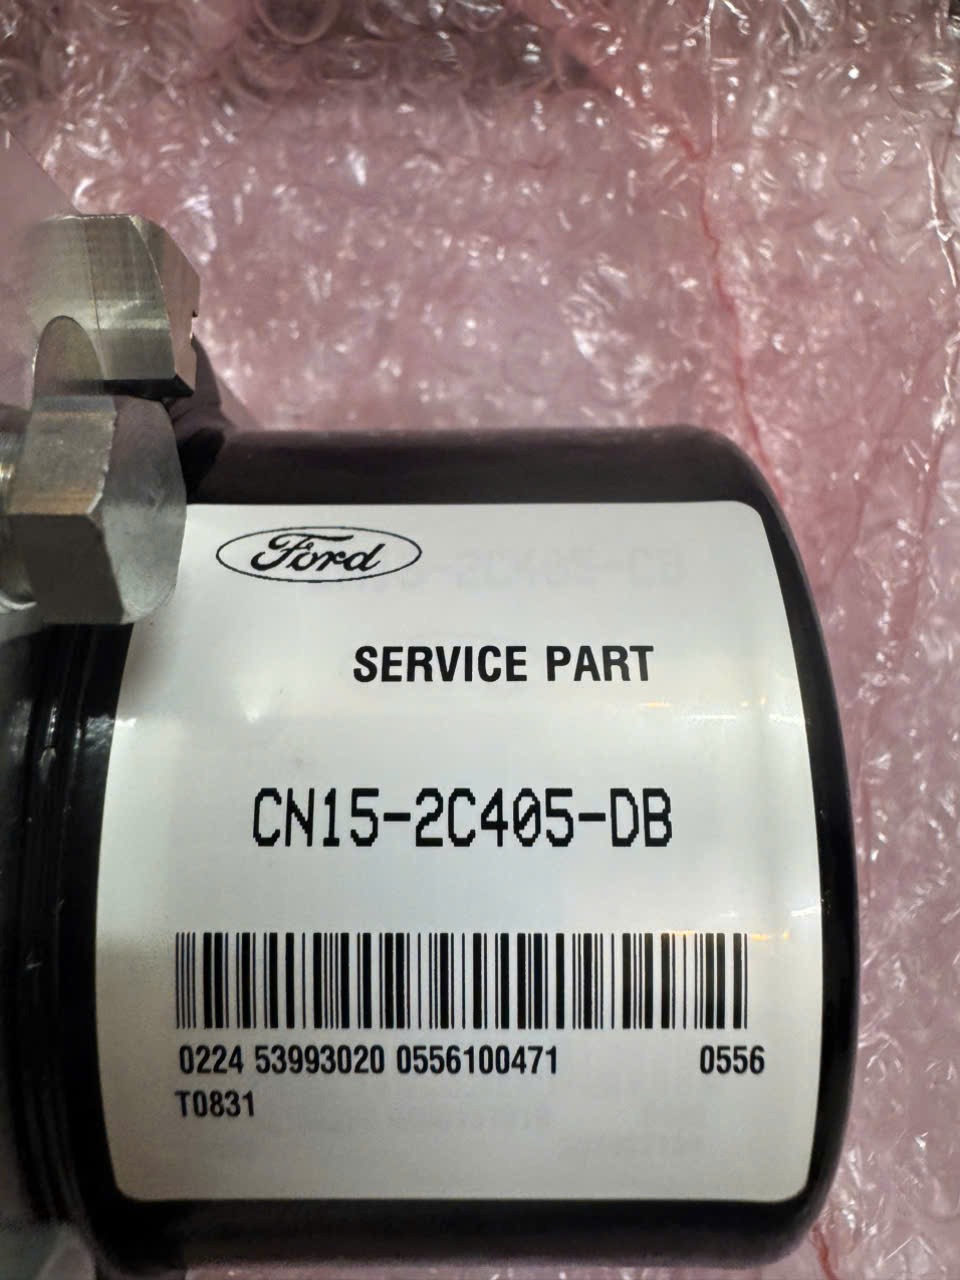 Ford
SERVICE PART
CN15-2C405-DB
0224 53993020 0556100471 0556
T0831